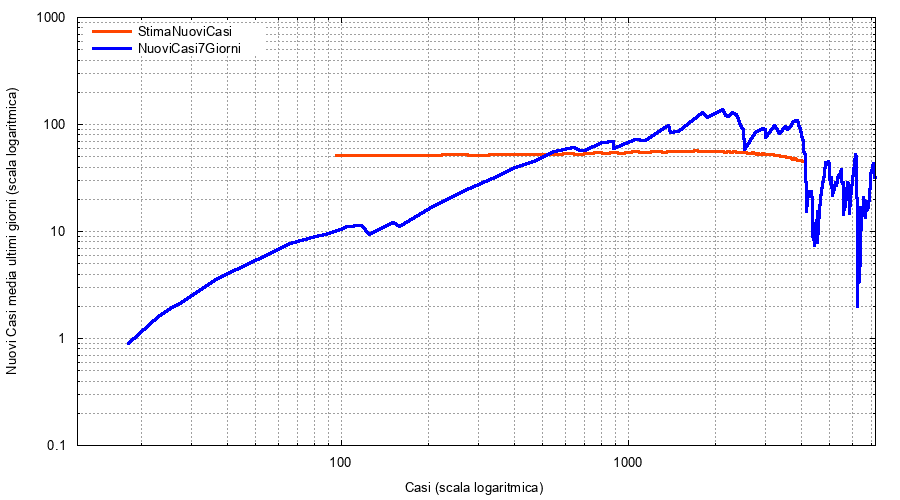 1000
StimaNuoviCasi
NuoviCasi7Giorni
100
10
1
0.1
Nuovi Casi media ultimi giorni (scala logaritmica)
100
1000
Casi (scala logaritmica)